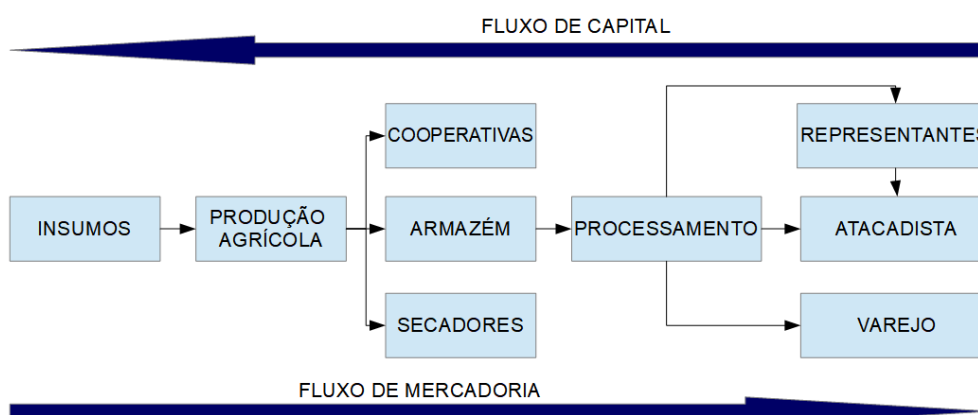 FLUXO DE CAPITAL
COOPERATIVAS
REPRESENTANTES
INSUMOS
PRODUÇÃO
AGRÍCOLA
ARMAZÉM
PROCESSAMENTO
ATACADISTA
SECADORES
VAREJO
FLUXO DE MERCADORIA